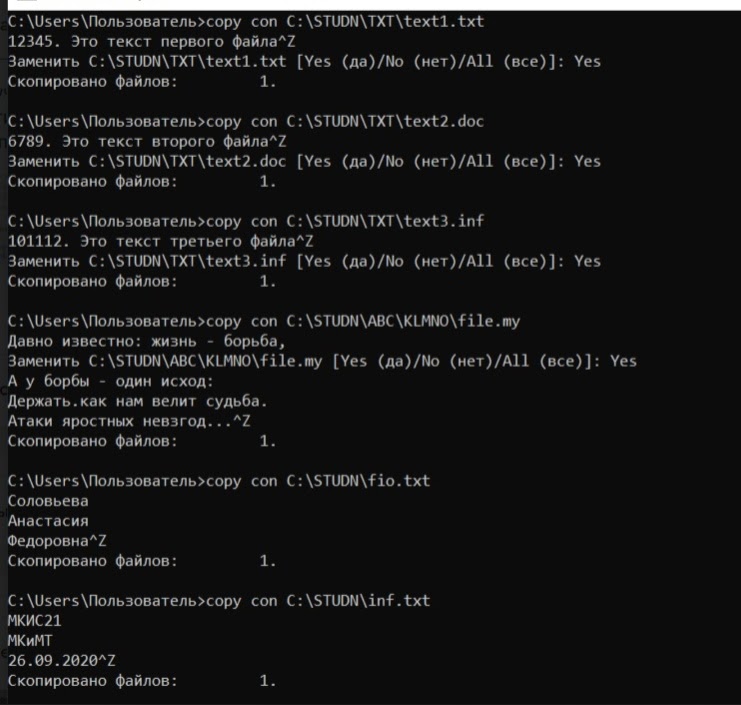 C:\Users\Пользователь>copy con C:\STUDN\TXT\text1.txt
12345. Это текст первого файла^Z
Заменить C:\STUDN\TXT\text1.txt [Yes (да)/No (нет)/All (все)]: Yes
Скопировано файлов:         1.
C:\Users\Пользователь>copy con C:\STUDN\TXT\text2.doc
6789. Это текст второго файла^Z
Заменить C:\STUDN\TXT\text2.doc [Yes (да)/No (нет)/All (все)]: Yes
Скопировано файлов:         1.
C:\Users\Пользователь>copy con C:\STUDN\TXT\text3.inf
101112. Это текст третьего файла^Z
Заменить C:\STUDN\TXT\text3.inf [Yes (да)/No (нет)/All (все)]: Yes
Скопировано файлов:         1.
C:\Users\Пользователь>copy con C:\STUDN\ABC\KLMNO\file.my
Давно известно: жизнь - борьба,
Заменить C:\STUDN\ABC\KLMNO\file.my [Yes (да)/No (нет)/All (все)]: Yes
А у борбы - один исход:
Держать.как нам велит судьба.
Атаки яростных невзгод...^Z
Скопировано файлов:         1.
C:\Users\Пользователь>copy con C:\STUDN\fio.txt
Соловьева
Анастасия
Федоровна^Z
Скопировано файлов:         1.
C:\Users\Пользователь>copy con C:\STUDN\inf.txt
МКИС21
МКиМТ
26.09.2020^Z
Скопировано файлов:         1.